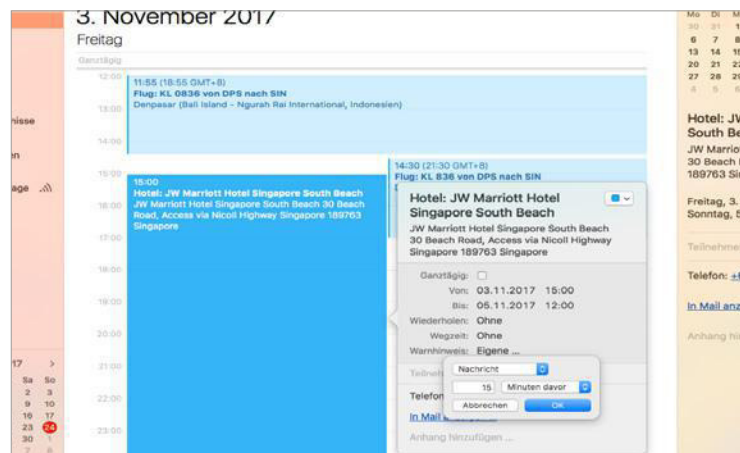 3. November 2017
Freitag
Ganztägig
12:00
13:00
14:00
15:00
16:00
17:00
18:00
19:00
20:00
21:00
22:00
23:00
11:55 (18:55 GMT+8)
Flug: KL 0836 von DPS nach SIN
Denpasar (Bali Island - Ngurah Rai International, Indonesien)
14:30 (21:30 GMT+8)
Flug: KL 836 von DPS nach SIN
15:00
Hotel: JW Marriott Hotel Singapore South Beach
JW Marriott Hotel Singapore South Beach 30 Beach
Road, Access via Nicoll Highway Singapore 189763
Singapore
Hotel: JW Marriott Hotel
Singapore South Beach
JW Marriott Hotel Singapore South Beach
30 Beach Road, Access via Nicoll Highway
Singapore 189763 Singapore
Ganztägig:
Von: 03.11.2017 15:00
Bis: 05.11.2017 12:00
Wiederholen: Ohne
Wegzeit: Ohne
Warnhinweis: Eigene ...
Nachricht
15 Minuten davor
Abbrechen OK
Teilneh
Telefon
In Mail
Anhang hinzufügen ...
nisse
n
age
17 >
Sa So
2 3
9 10
16 17
23 24
30 1
7 8
Mo Di M
30 31 1
6 7 8
13 14 15
20 21 22
27 28 29
4 5 6
Hotel: JW
South Be
JW Marrio
30 Beach
189763 Si
Freitag, 3.
Sonntag, 5
Teilnehme
Telefon: +6
In Mail anz
Anhang hin